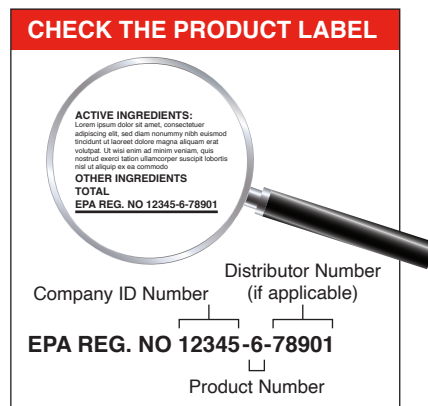 CHECK THE PRODUCT LABEL
ACTIVE INGREDIENTS:
Lorem ipsum dolor sit amet, consectetuer
adipiscing elit, sed diam nonummy nibh euismod
tincidunt ut laoreet dolore magna aliquam erat
volutpat. Ut wisi enim ad minim veniam, quis
nostrud exerci tation ullamcorper suscipit lobortis
nisl ut aliquip ex ea commodo
OTHER INGREDIENTS
TOTAL
EPA REG. NO 12345-6-78901
Distributor Number
Company ID Number (if applicable)
EPA REG. NO 12345-6-78901
Product Number